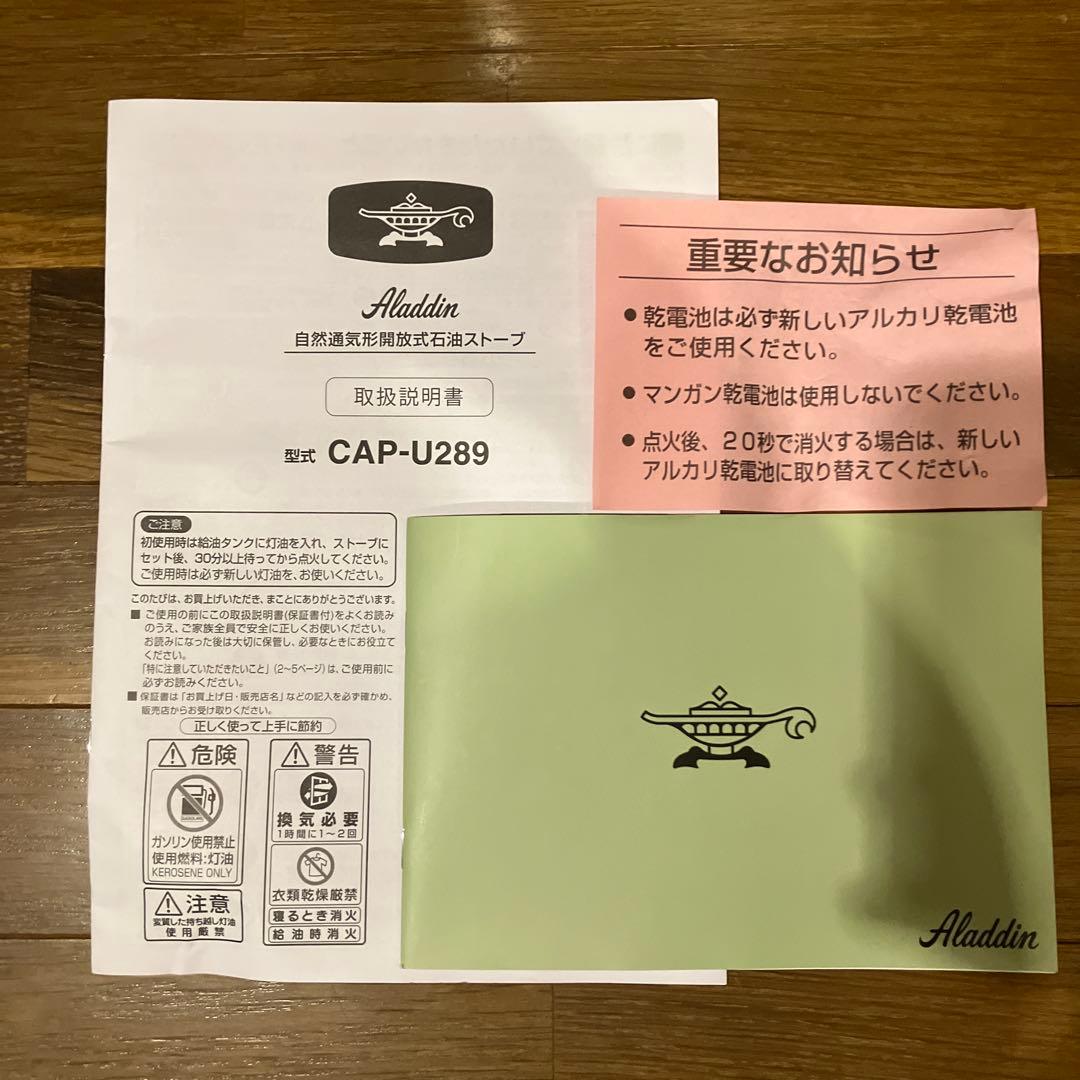 Aladdin
自然通気形開放式石油ストーブ
取扱説明書
型式 CAP-U289
ご注意
初使用時は給油タンクに灯油を入れ、ストーブに
セット後、30分以上待ってから点火してください。
ご使用時は必ず新しい灯油を、お使いください。
このたびは、お買上げいただき、まことにありがとうございます。
■ ご使用の前にこの取扱説明書(保証書付)をよくお読み
のうえ、ご家族全員で安全に正しくお使いください。
お読みになった後は大切に保管し、必要なときにお役立て
ください。
「特に注意していただきたいこと」(2〜5ページ)は、ご使用前に
必ずお読みください。
■ 保証書は「お買上げ日・販売店名」などの記入を必ず確かめ、
販売店からお受け取りください。
正しく使って上手に節約
危険
GASOLINE
ガソリン使用禁止
使用燃料:灯油
KEROSENE ONLY
注意
変質した持ち越し灯油
使用厳禁
警告
換気必要
1時間に1〜2回
衣類乾燥厳禁
寝るとき消火
給油時消火
重要なお知らせ
● 乾電池は必ず新しいアルカリ乾電池
をご使用ください。
● マンガン乾電池は使用しないでください。
● 点火後、20秒で消火する場合は、新しい
アルカリ乾電池に取り替えてください。
Aladdin